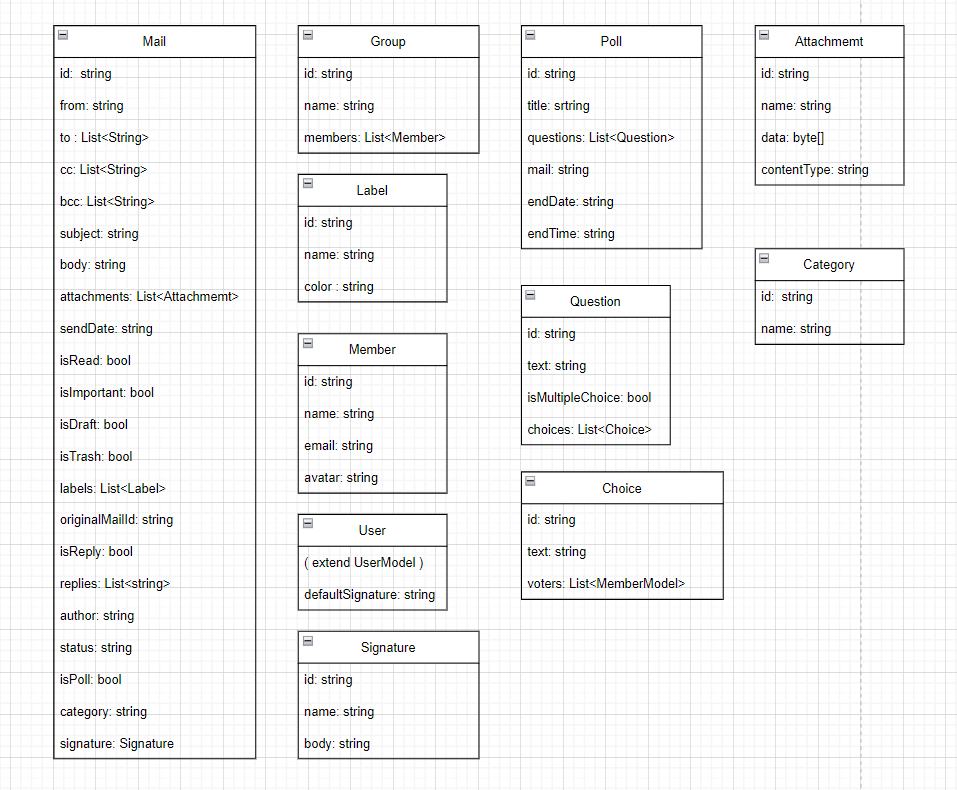 Mail
id:  string
from: string
to : List<String>
cc: List<String>
bcc: List<String>
subject: string
body: string
attachments: List<Attachmemt>
sendDate: string
isRead: bool
isImportant: bool
isDraft: bool
isTrash: bool
labels: List<Label>
originalMailId: string
isReply: bool
replies: List<string>
author: string
status: string
isPoll: bool
category: string
signature: Signature
Group
id: string
name: string
members: List<Member>
Label
id: string
name: string
color : string
Member
id: string
name: string
email: string
avatar: string
User
( extend UserModel )
defaultSignature: string
Signature
id: string
name: string
body: string
Poll
id: string
title: srtring
questions: List<Question>
mail: string
endDate: string
endTime: string
Question
id: string
text: string
isMultipleChoice: bool
choices: List<Choice>
Choice
id: string
text: string
voters: List<MemberModel>
Attachmemt
id: string
name: string
data: byte[]
contentType: string
Category
id:  string
name: string